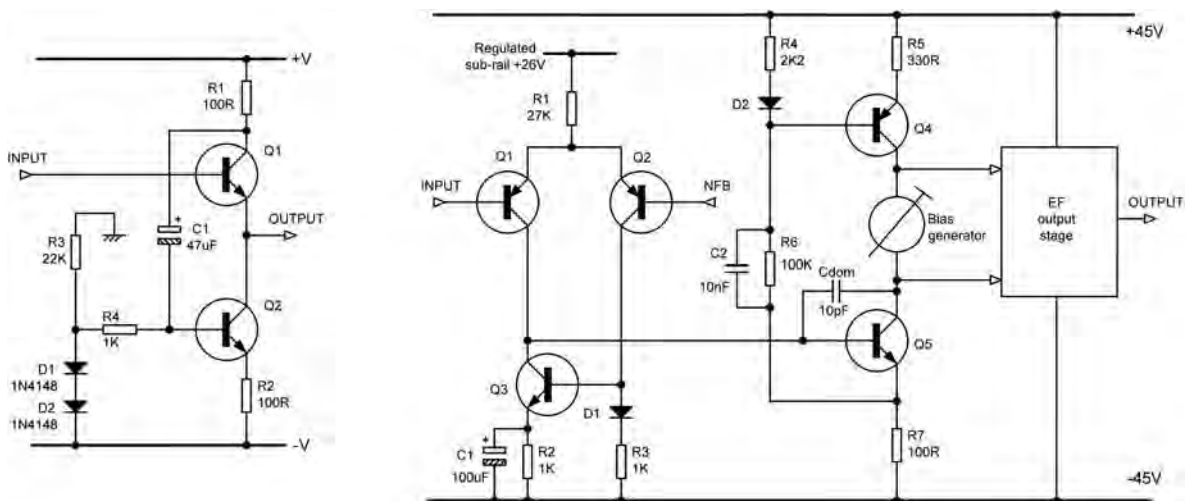 +V
R1
100R
Q1
INPUT
C1
47uF
OUTPUT
R3
22K
R4
1K
Q2
D1
1N4148
D2
1N4148
R2
100R
-V
+45V
Regulated
sub-rail +26V
R1
27K
R4
2K2
R5
330R
D2
Q4
Q1
Q2
INPUT
NFB
C2
10nF
R6
100K
Cdom
10pF
Bias
generator
EF
output
stage
OUTPUT
Q5
Q3
D1
C1
100uF
R2
1K
R3
1K
R7
100R
-45V
+
+